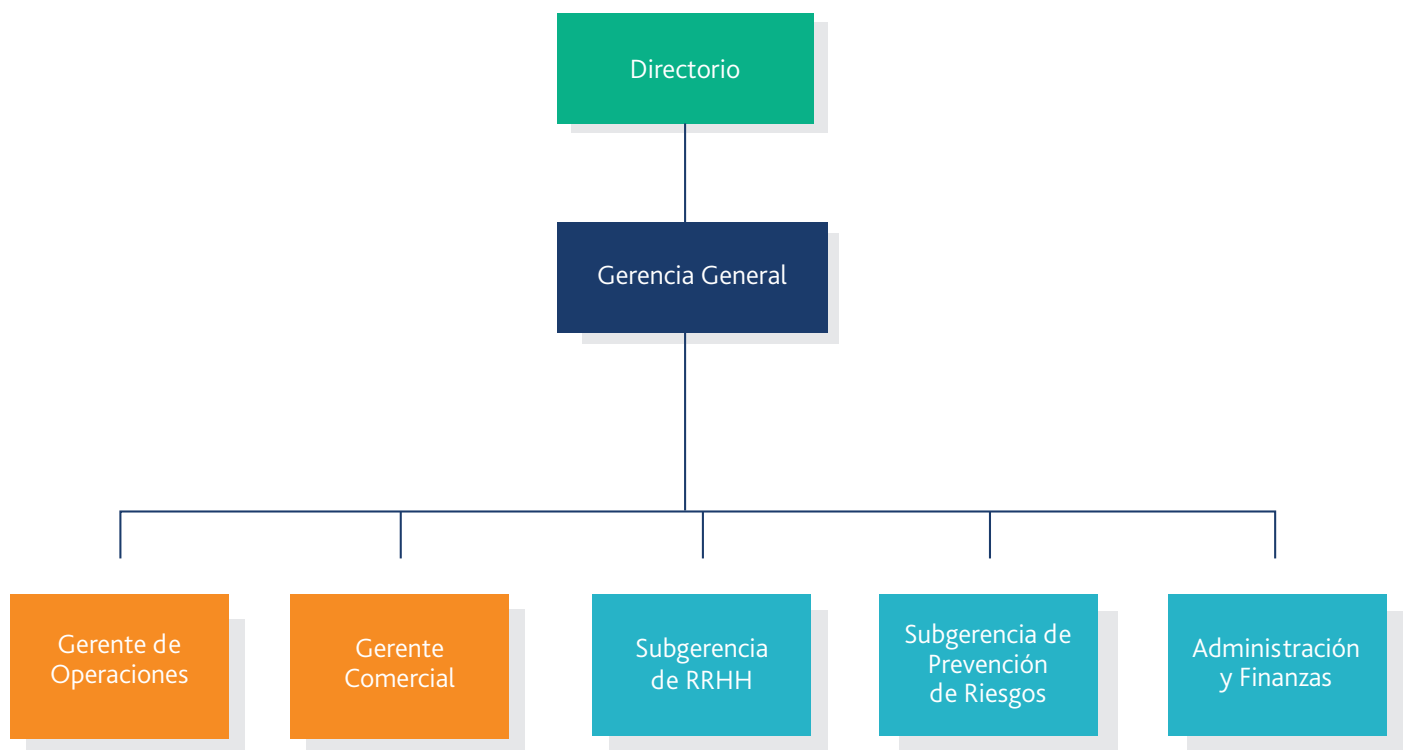 Directorio
Gerencia General
Gerente de
Operaciones
Gerente
Comercial
Subgerencia
de RRHH
Subgerencia de
Prevención
de Riesgos
Administración
y Finanzas